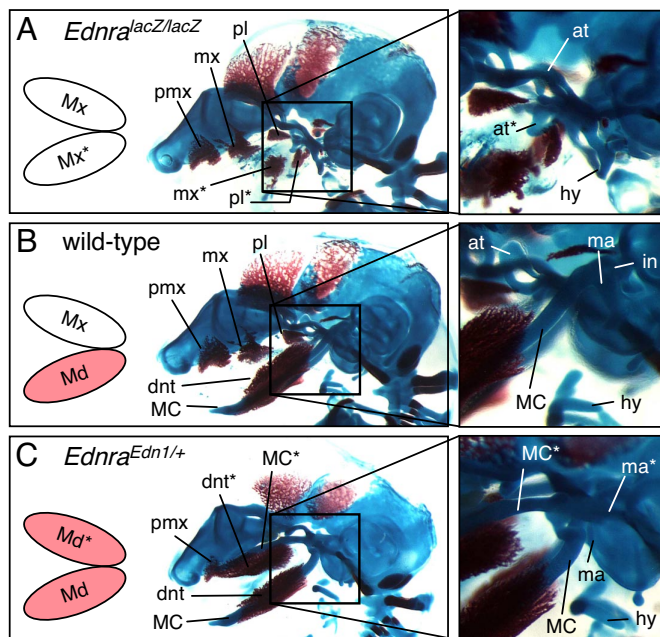 A Ednra^lacZ/lacZ
pl
mx
pmx
Mx
Mx*
mx*
pl*
at
at*
hy
B wild-type
pl
mx
pmx
Mx
Md
dnt
MC
at
ma
in
MC
hy
C Ednra^Edn1/+
MC*
dnt*
pmx
Md*
Md
dnt
MC
MC*
ma*
ma
MC
hy